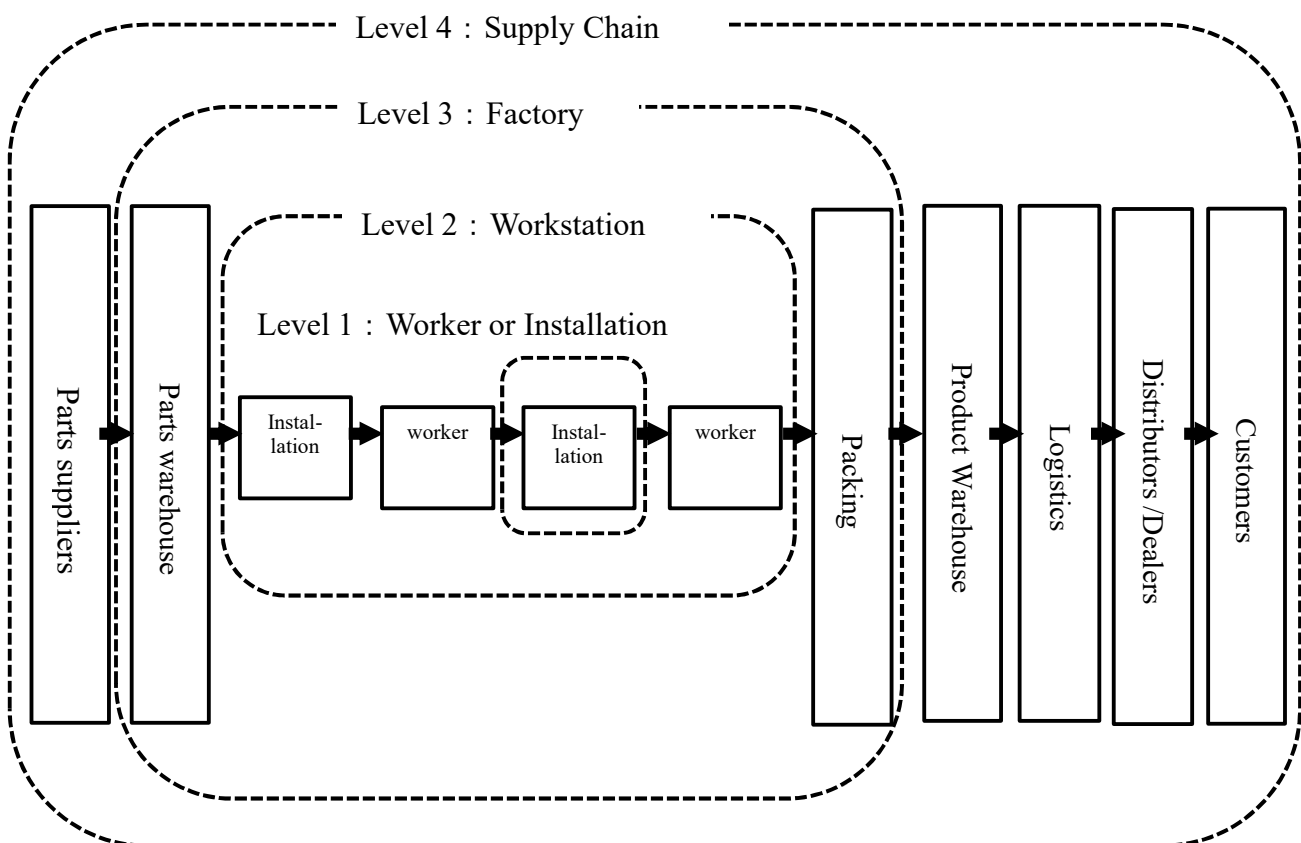 Level 4：Supply Chain
Level 3：Factory
Level 2：Workstation
Level 1：Worker or Installation
Parts suppliers
Parts warehouse
Instal-
lation
worker
Instal-
lation
worker
Packing
Product Warehouse
Logistics
Distributors /Dealers
Customers